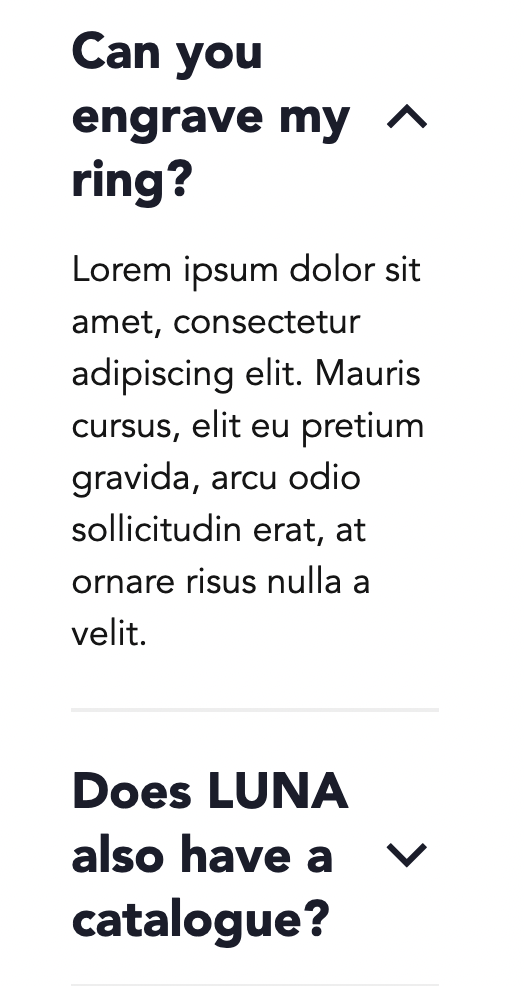 Can you
engrave my
ring?
Lorem ipsum dolor sit
amet, consectetur
adipiscing elit. Mauris
cursus, elit eu pretium
gravida, arcu odio
sollicitudin erat, at
ornare risus nulla a
velit.
Does LUNA
also have a
catalogue?